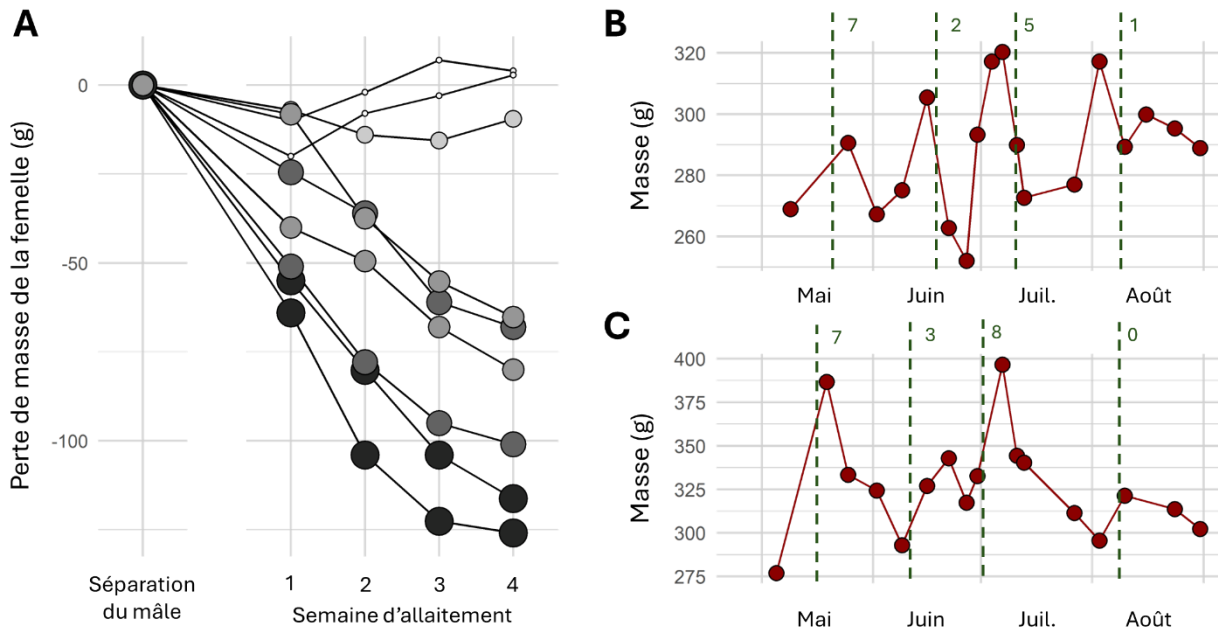 A
Perte de masse de la femelle (g)
0
-50
-100
Séparation
du mâle
1 2 3 4
Semaine d'allaitement
B
7 2 5 1
Masse (g)
320
300
280
260
Mai Juin Juil. Août
C
7 3 8 0
Masse (g)
400
375
350
325
300
275
Mai Juin Juil. Août